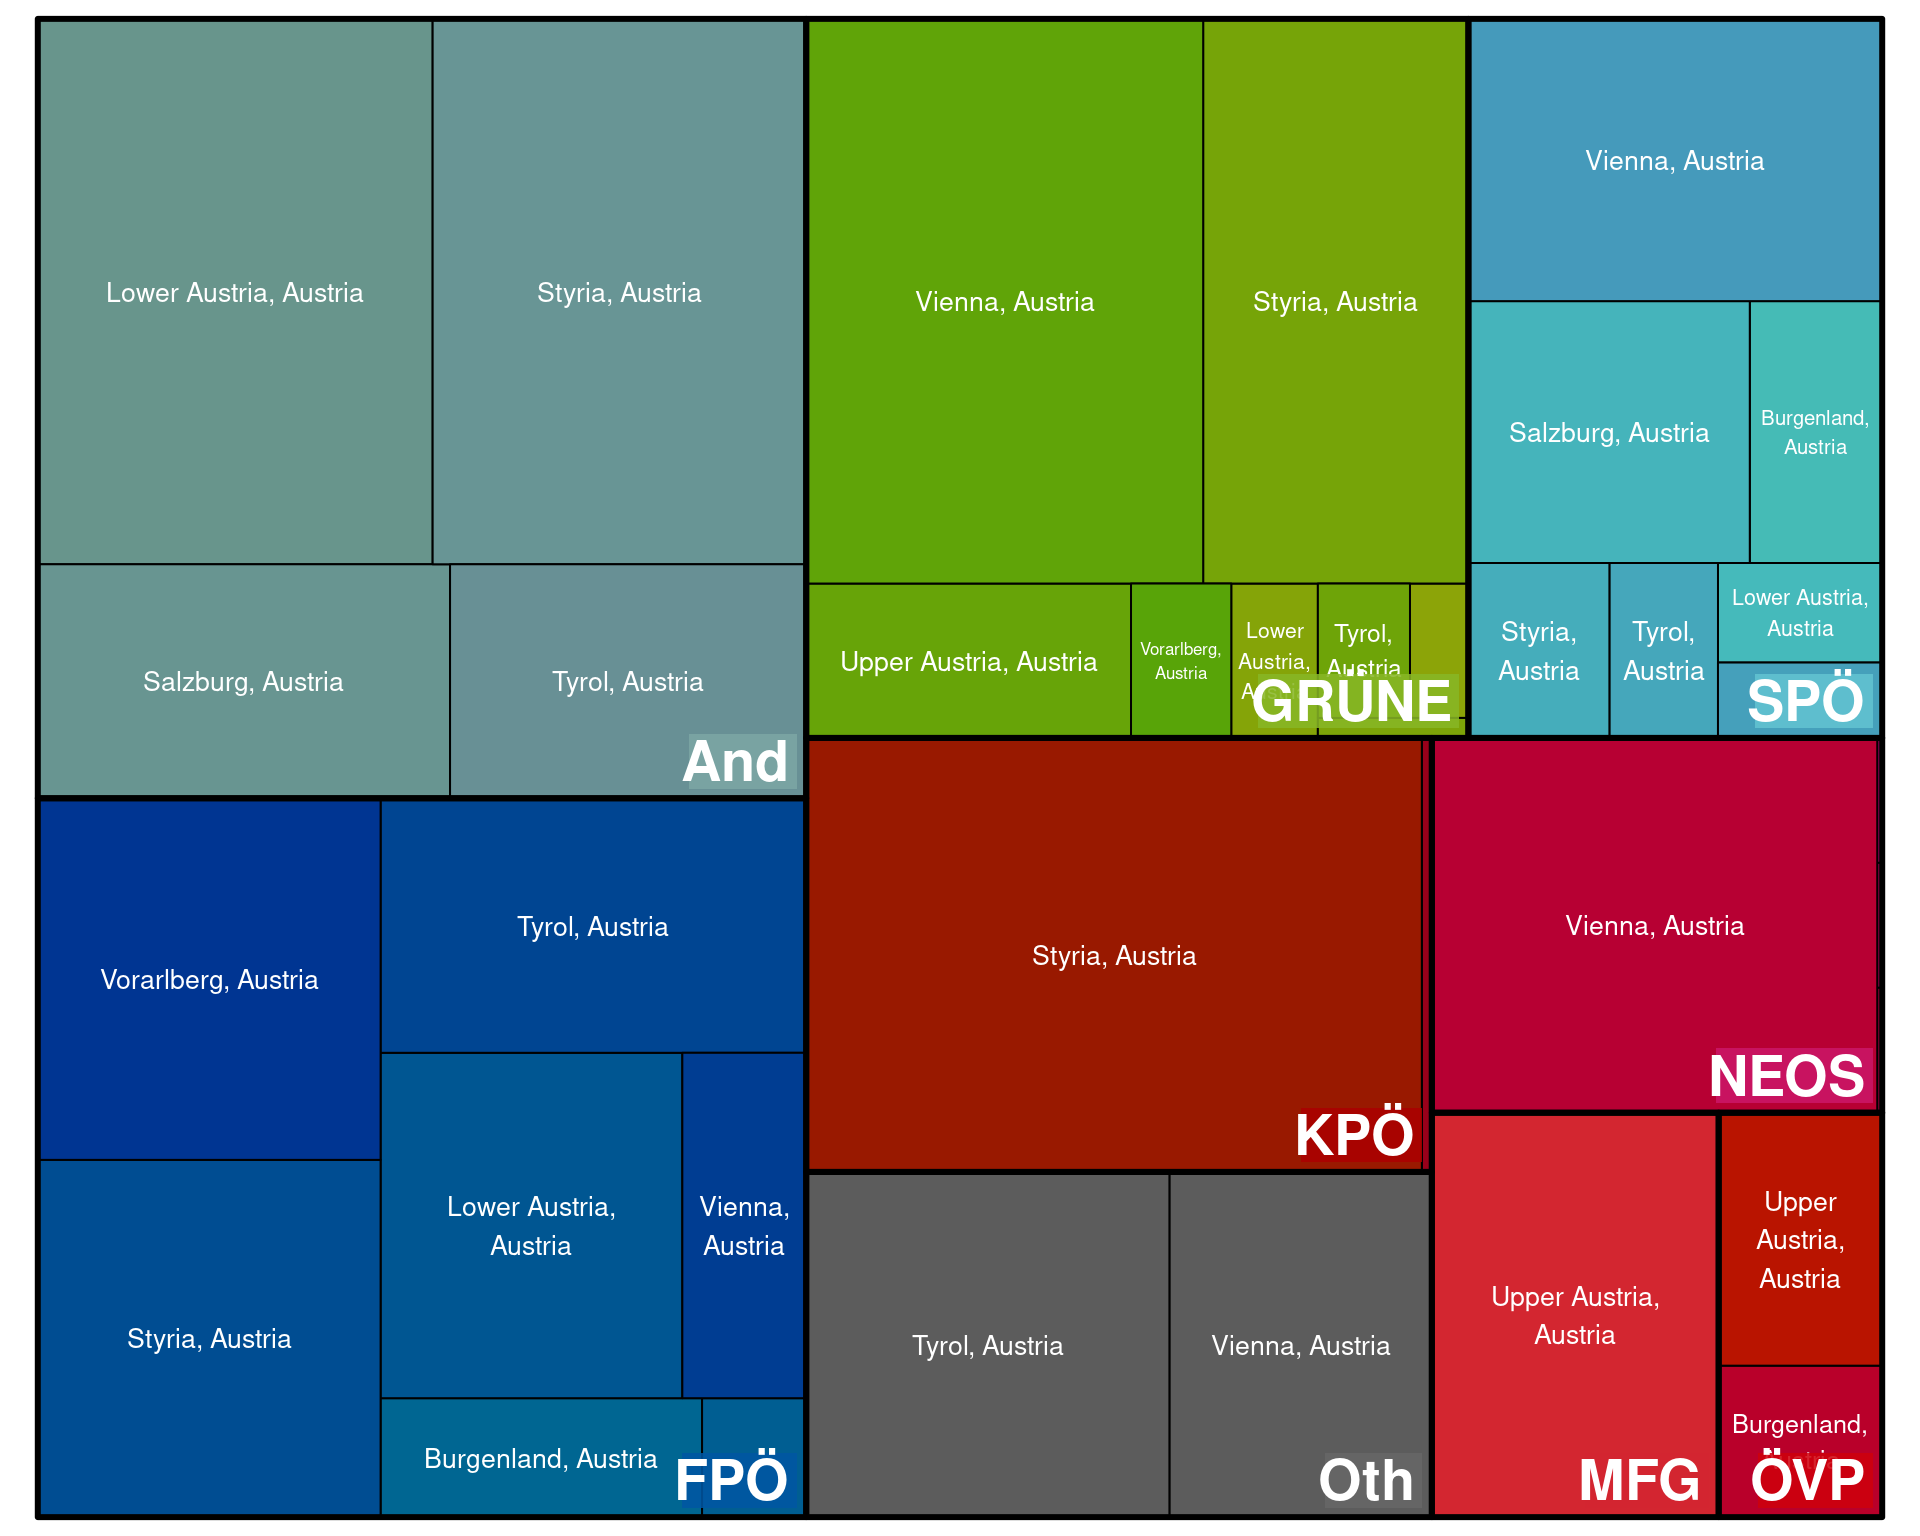 Lower Austria, Austria
Styria, Austria
Salzburg, Austria
Tyrol, Austria
And
Vienna, Austria
Styria, Austria
Upper Austria, Austria
Vorarlberg,
Austria
Lower
Austria,
Tyrol,
Austria
GRÜNE
Vienna, Austria
Salzburg, Austria
Burgenland,
Austria
Styria,
Austria
Tyrol,
Austria
Lower Austria,
Austria
SPÖ
Vorarlberg, Austria
Tyrol, Austria
Styria, Austria
Lower Austria,
Austria
Vienna,
Austria
Burgenland, Austria
FPÖ
Styria, Austria
KPÖ
Vienna, Austria
NEOS
Tyrol, Austria
Vienna, Austria
Oth
Upper Austria,
Austria
MFG
Upper
Austria,
Austria
Burgenland,
ÖVP